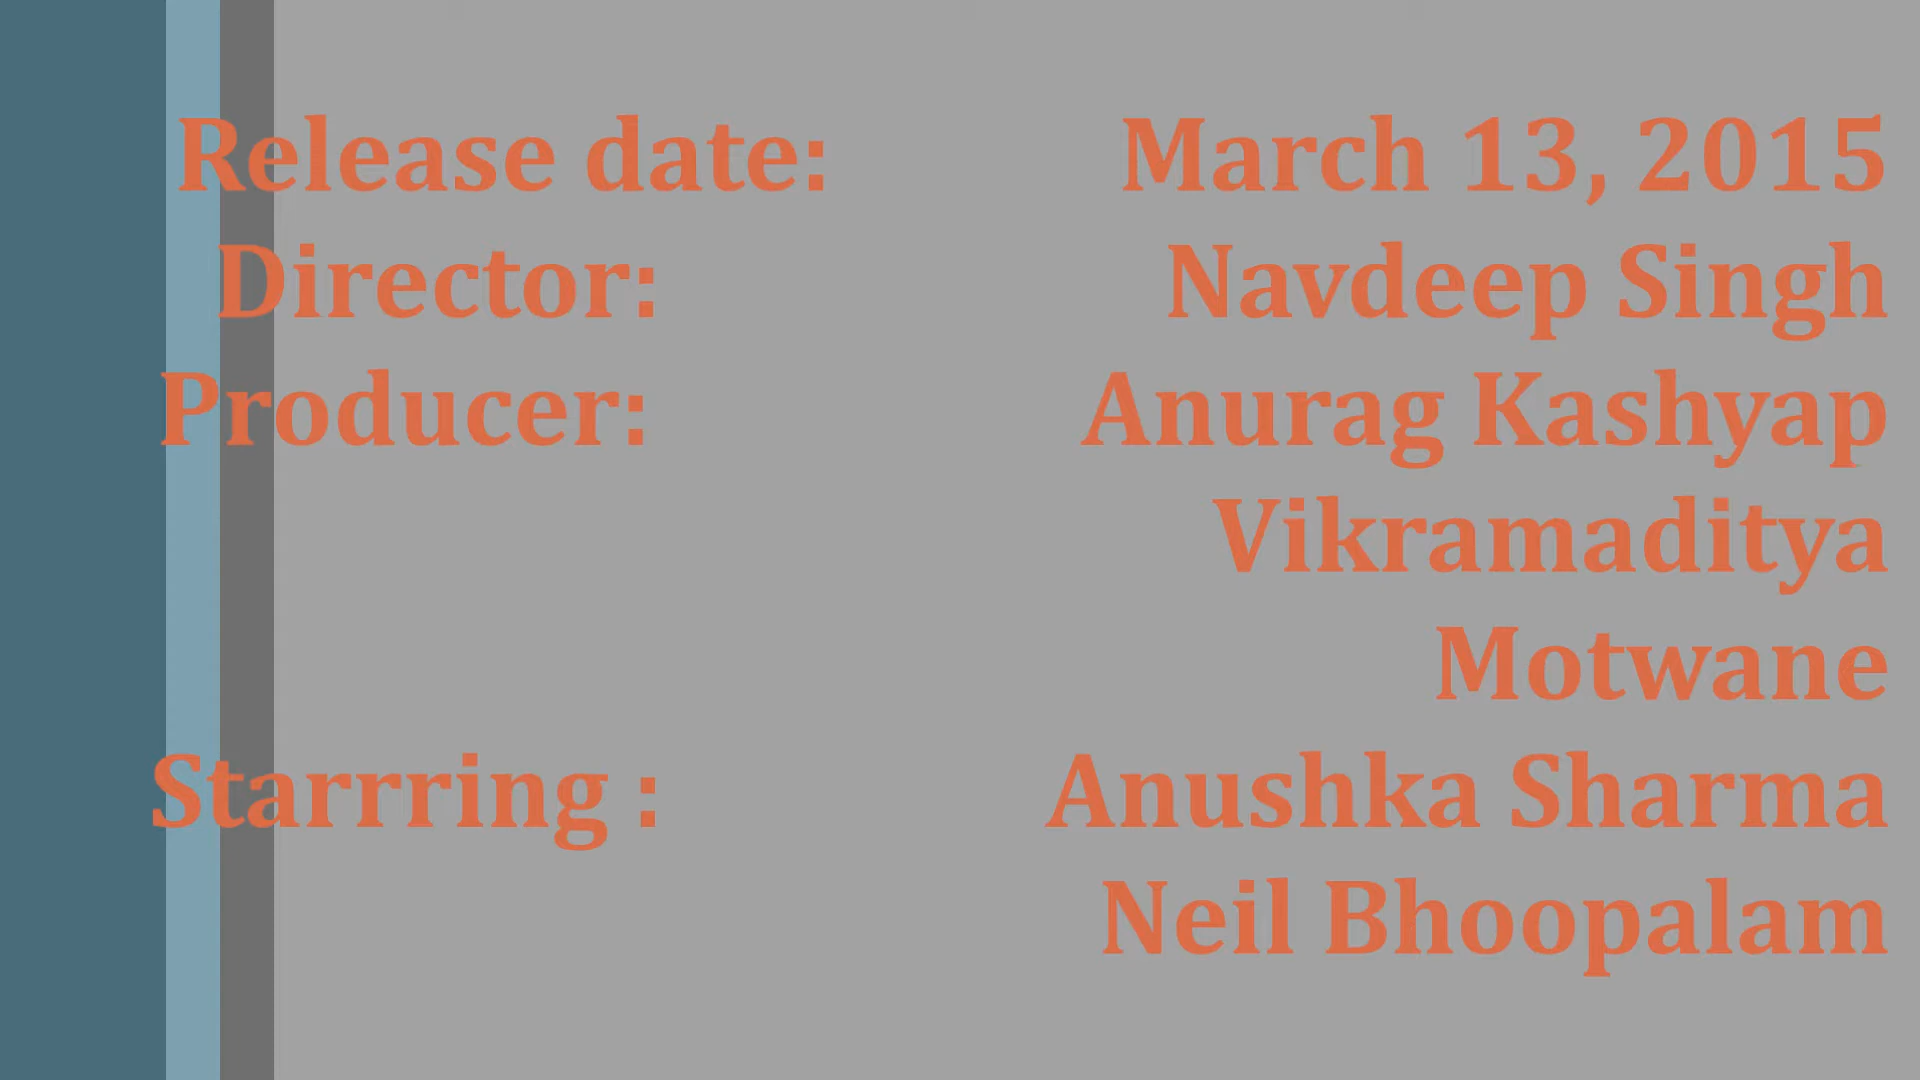 Release date: March 13, 2015
Director: Navdeep Singh
Producer: Anurag Kashyap
Vikramaditya
Motwane
Starrring : Anushka Sharma
Neil Bhoopalam